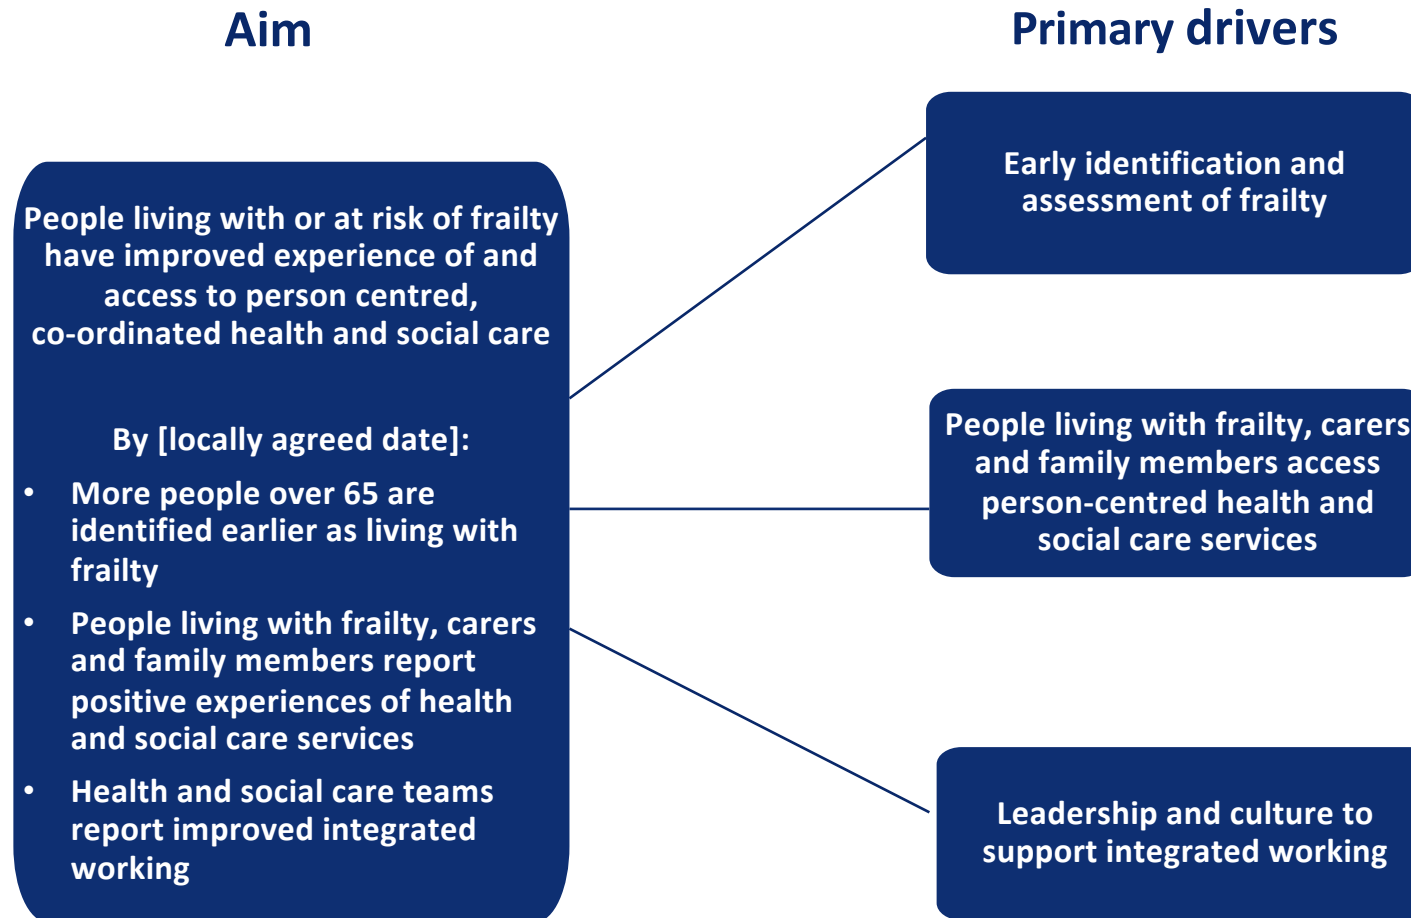 Aim
People living with or at risk of frailty
have improved experience of and
access to person centred,
co-ordinated health and social care
By [locally agreed date]:
• More people over 65 are
identified earlier as living with
frailty
• People living with frailty, carers
and family members report
positive experiences of health
and social care services
• Health and social care teams
report improved integrated
working
Primary drivers
Early identification and
assessment of frailty
People living with frailty, carers
and family members access
person-centred health and
social care services
Leadership and culture to
support integrated working